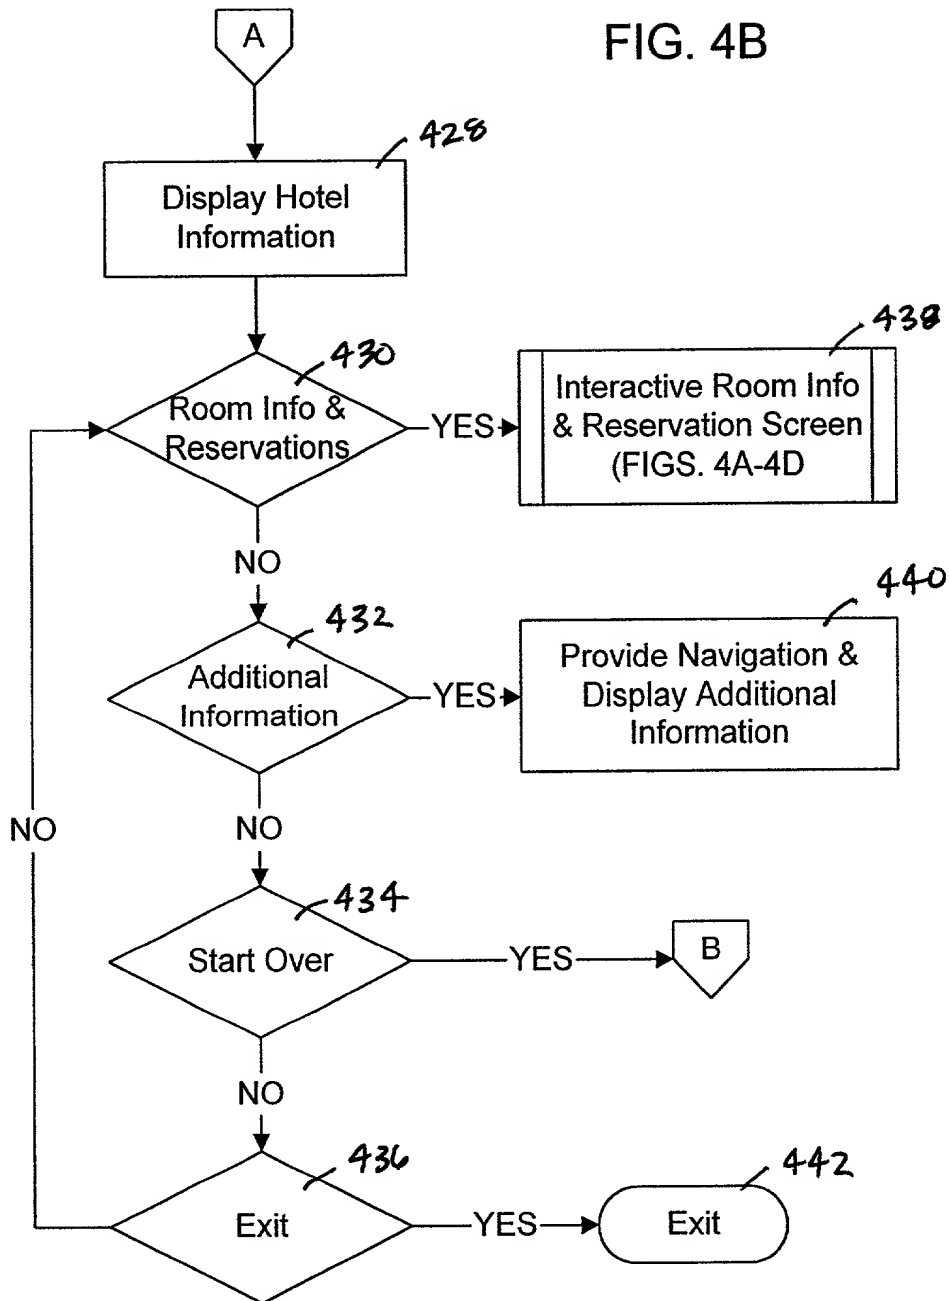 A
FIG. 4B
428
Display Hotel
Information
430
Room Info &
Reservations
YES
438
Interactive Room Info
& Reservation Screen
(FIGS. 4A-4D
NO
432
Additional
Information
YES
440
Provide Navigation &
Display Additional
Information
NO
NO
434
Start Over
YES
B
NO
436
Exit
YES
442
Exit